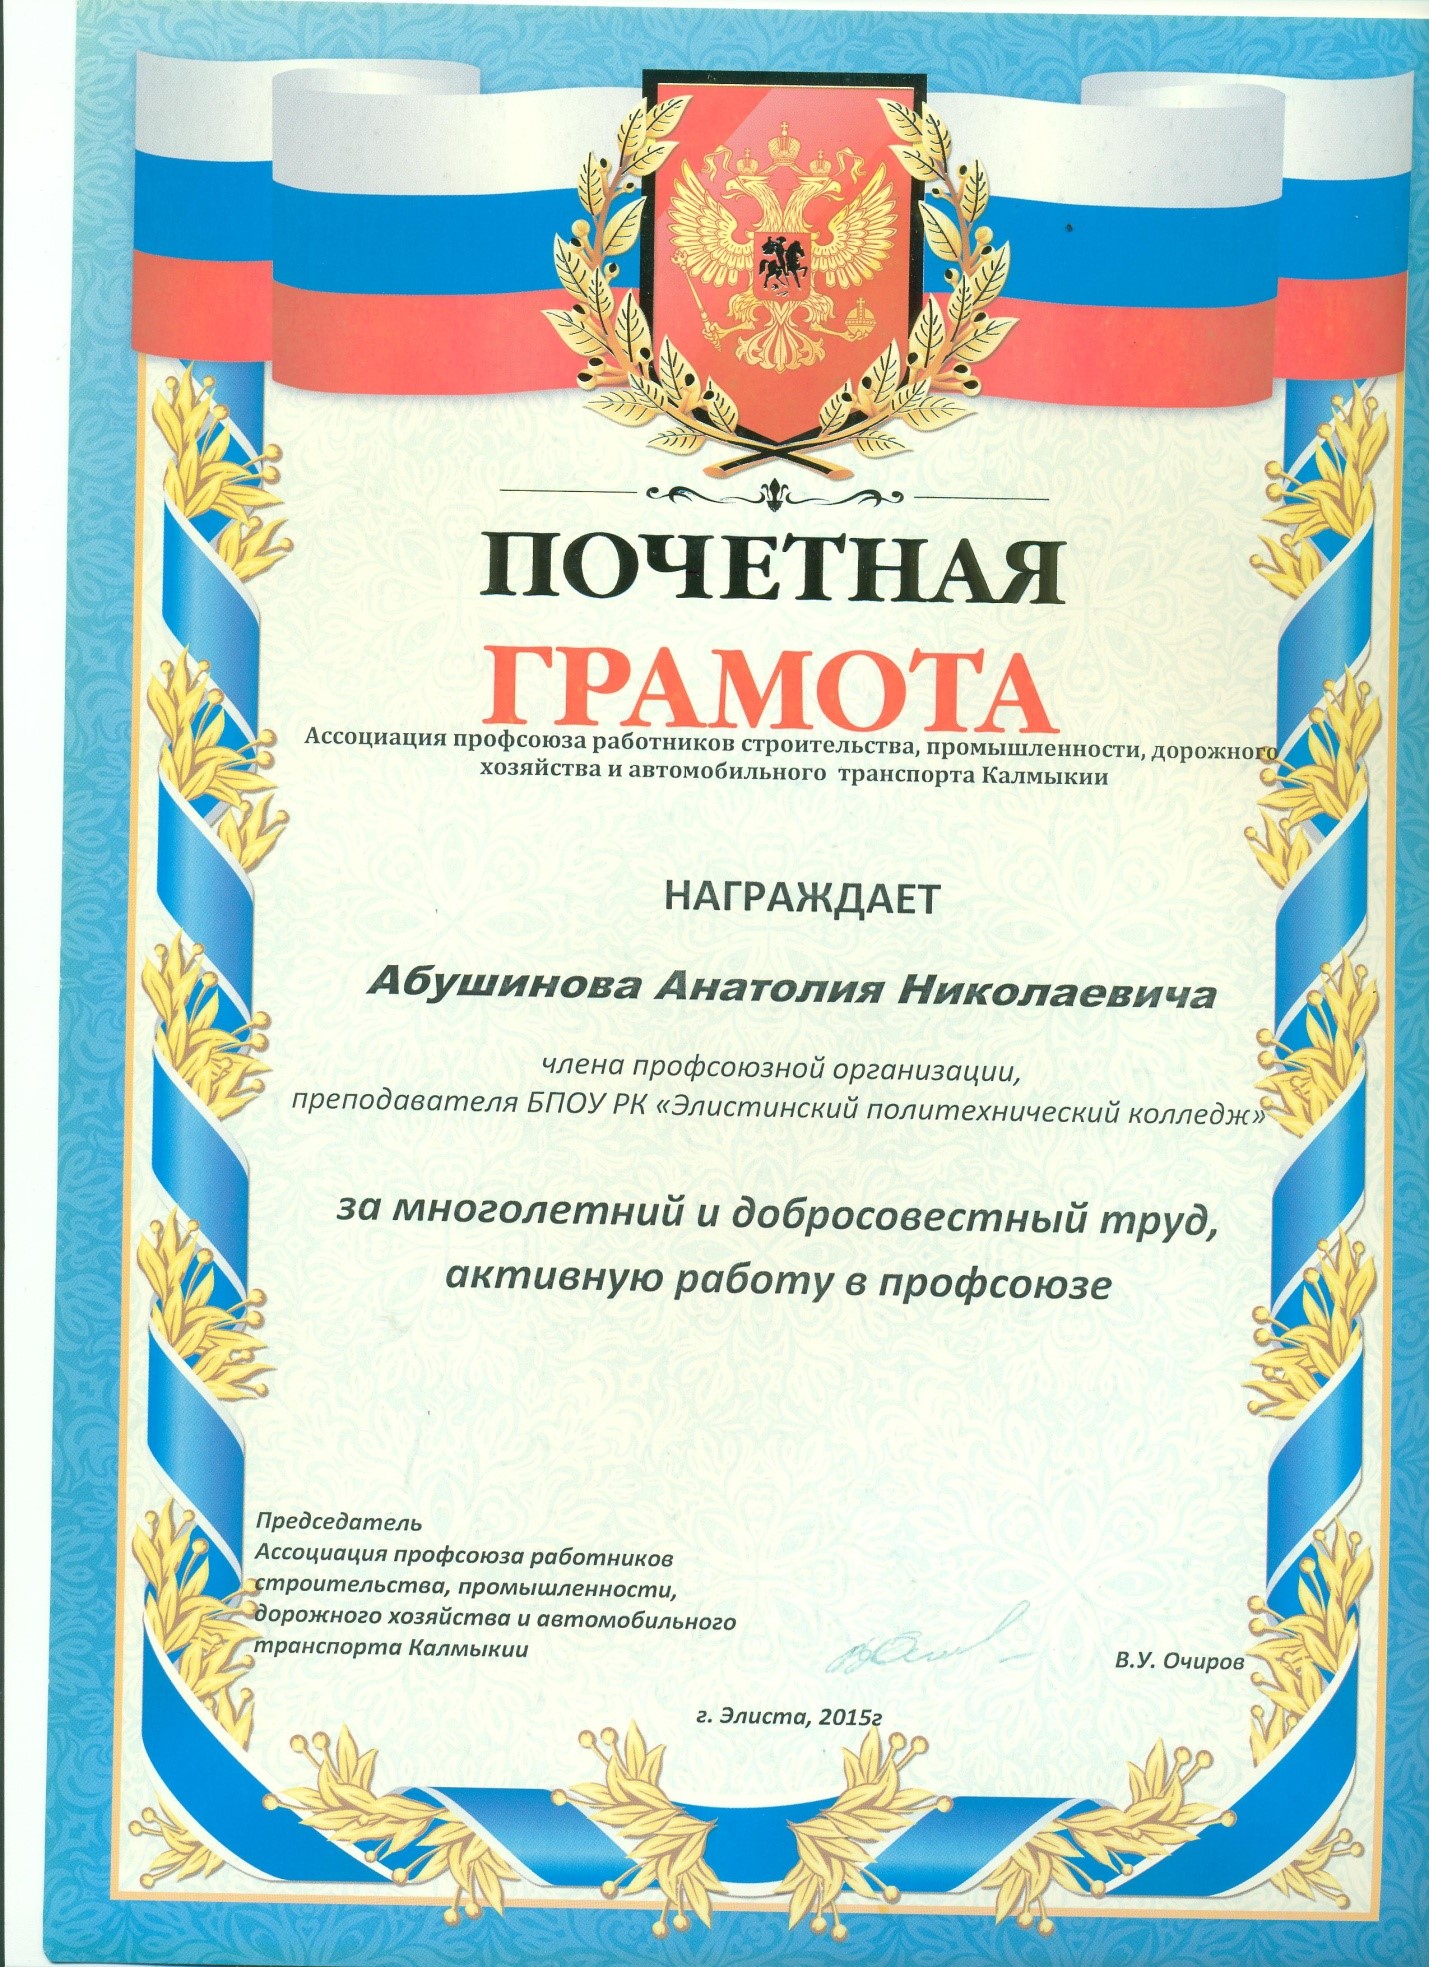 ПОЧЕТНАЯ
ГРАМОТА
Ассоциация профсоюза работников строительства, промышленности, дорожного
хозяйства и автомобильного транспорта Калмыкии
НАГРАЖДАЕТ
Абушинова Анатолия Николаевича
члена профсоюзной организации,
преподавателя БПОУ РК «Элистинский политехнический колледж»
за многолетний и добросовестный труд,
активную работу в профсоюзе
Председатель
Ассоциация профсоюза работников
строительства, промышленности,
дорожного хозяйства и автомобильного
транспорта Калмыкии
В.У. Очиров
г. Элиста, 2015г